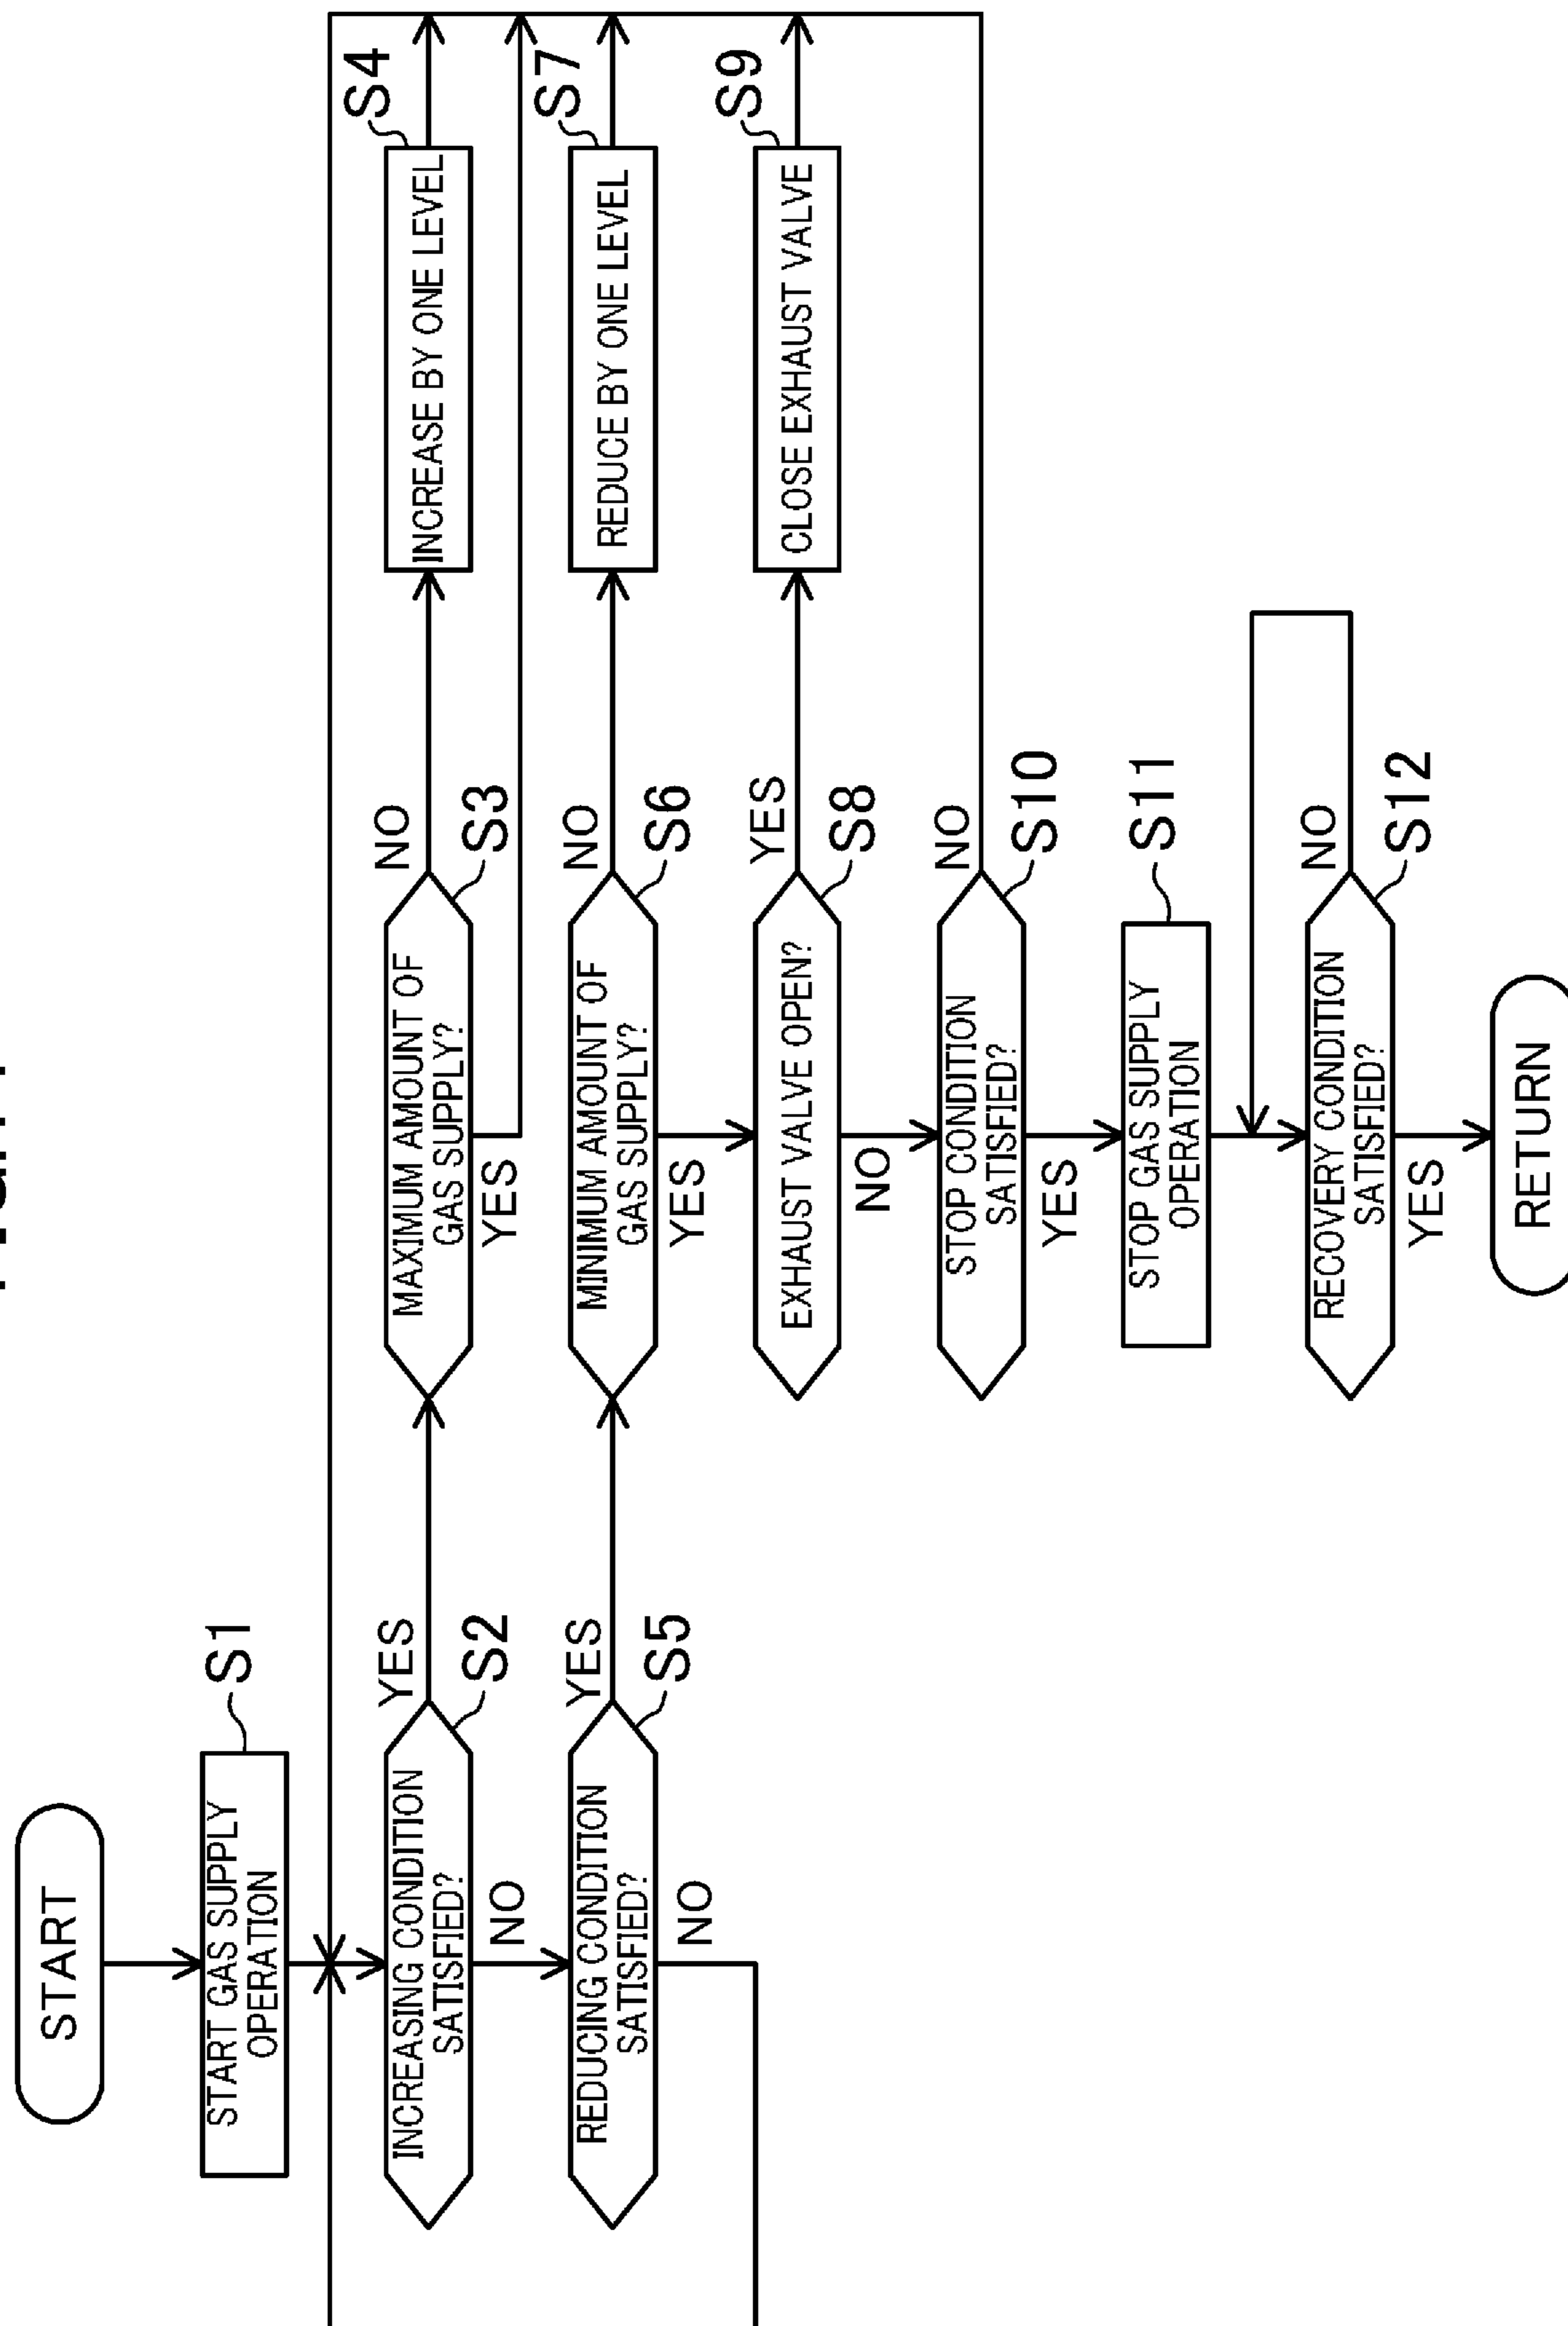 START
START GAS SUPPLY
OPERATION
S1
INCREASING CONDITION
SATISFIED?
S2
YES
NO
MAXIMUM AMOUNT OF
GAS SUPPLY?
S3
NO
YES
INCREASE BY ONE LEVEL
S4
REDUCING CONDITION
SATISFIED?
S5
YES
NO
MINIMUM AMOUNT OF
GAS SUPPLY?
S6
NO
YES
REDUCE BY ONE LEVEL
S7
EXHAUST VALVE OPEN?
S8
YES
NO
CLOSE EXHAUST VALVE
S9
STOP CONDITION
SATISFIED?
S10
NO
YES
STOP GAS SUPPLY
OPERATION
S11
RECOVERY CONDITION
SATISFIED?
S12
NO
YES
RETURN